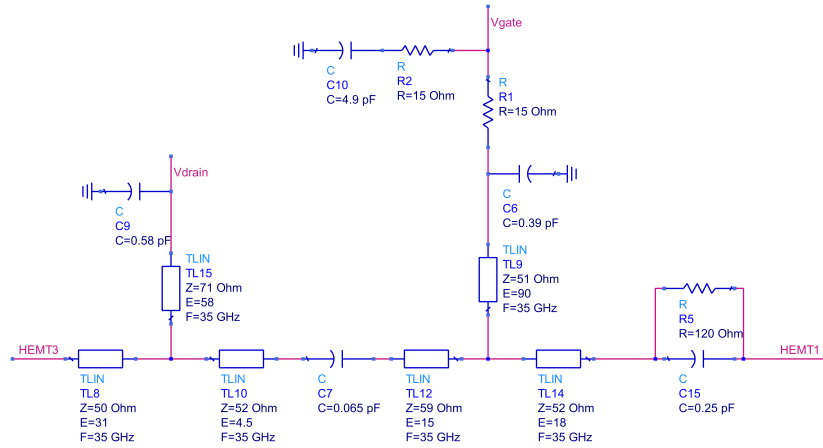 Vgate
C
C10
C=4.9 pF
R
R2
R=15 Ohm
R
R1
R=15 Ohm
Vdrain
C
C9
C=0.58 pF
C
C6
C=0.39 pF
TLIN
TL15
Z=71 Ohm
E=58
F=35 GHz
TLIN
TL9
Z=51 Ohm
E=90
F=35 GHz
R
R5
R=120 Ohm
HEMT3
HEMT1
TLIN
TL8
Z=50 Ohm
E=31
F=35 GHz
TLIN
TL10
Z=52 Ohm
E=4.5
F=35 GHz
C
C7
C=0.065 pF
TLIN
TL12
Z=59 Ohm
E=15
F=35 GHz
TLIN
TL14
Z=52 Ohm
E=18
F=35 GHz
C
C15
C=0.25 pF